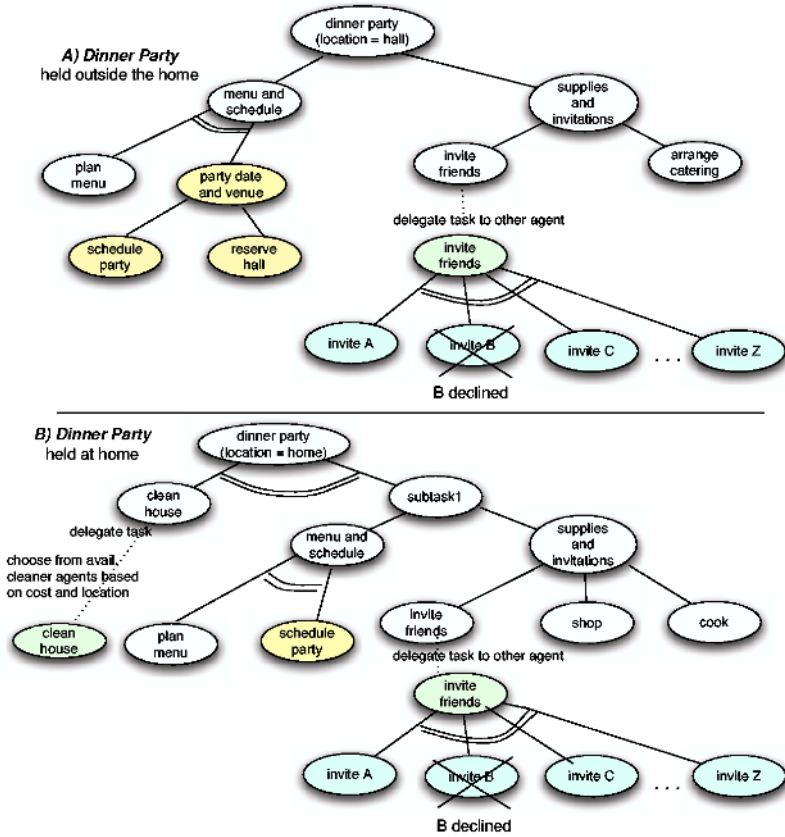 dinner party
(location = hall)
A) Dinner Party
held outside the home
menu and
schedule
supplies
and
invitations
plan
menu
party date
and venue
invite
friends
arrange
catering
delegate task to other agent
schedule
party
reserve
hall
invite
friends
invite A
invite B
invite C
. . .
invite Z
B declined
B) Dinner Party
held at home
dinner party
(location = home)
clean
house
subtask1
delegate task
menu and
schedule
supplies
and
invitations
choose from avail.
cleaner agents based
on cost and location
clean
house
plan
menu
schedule
party
invite
friends
shop
cook
delegate task to other agent
invite
friends
invite A
invite B
invite C
. . .
invite Z
B declined